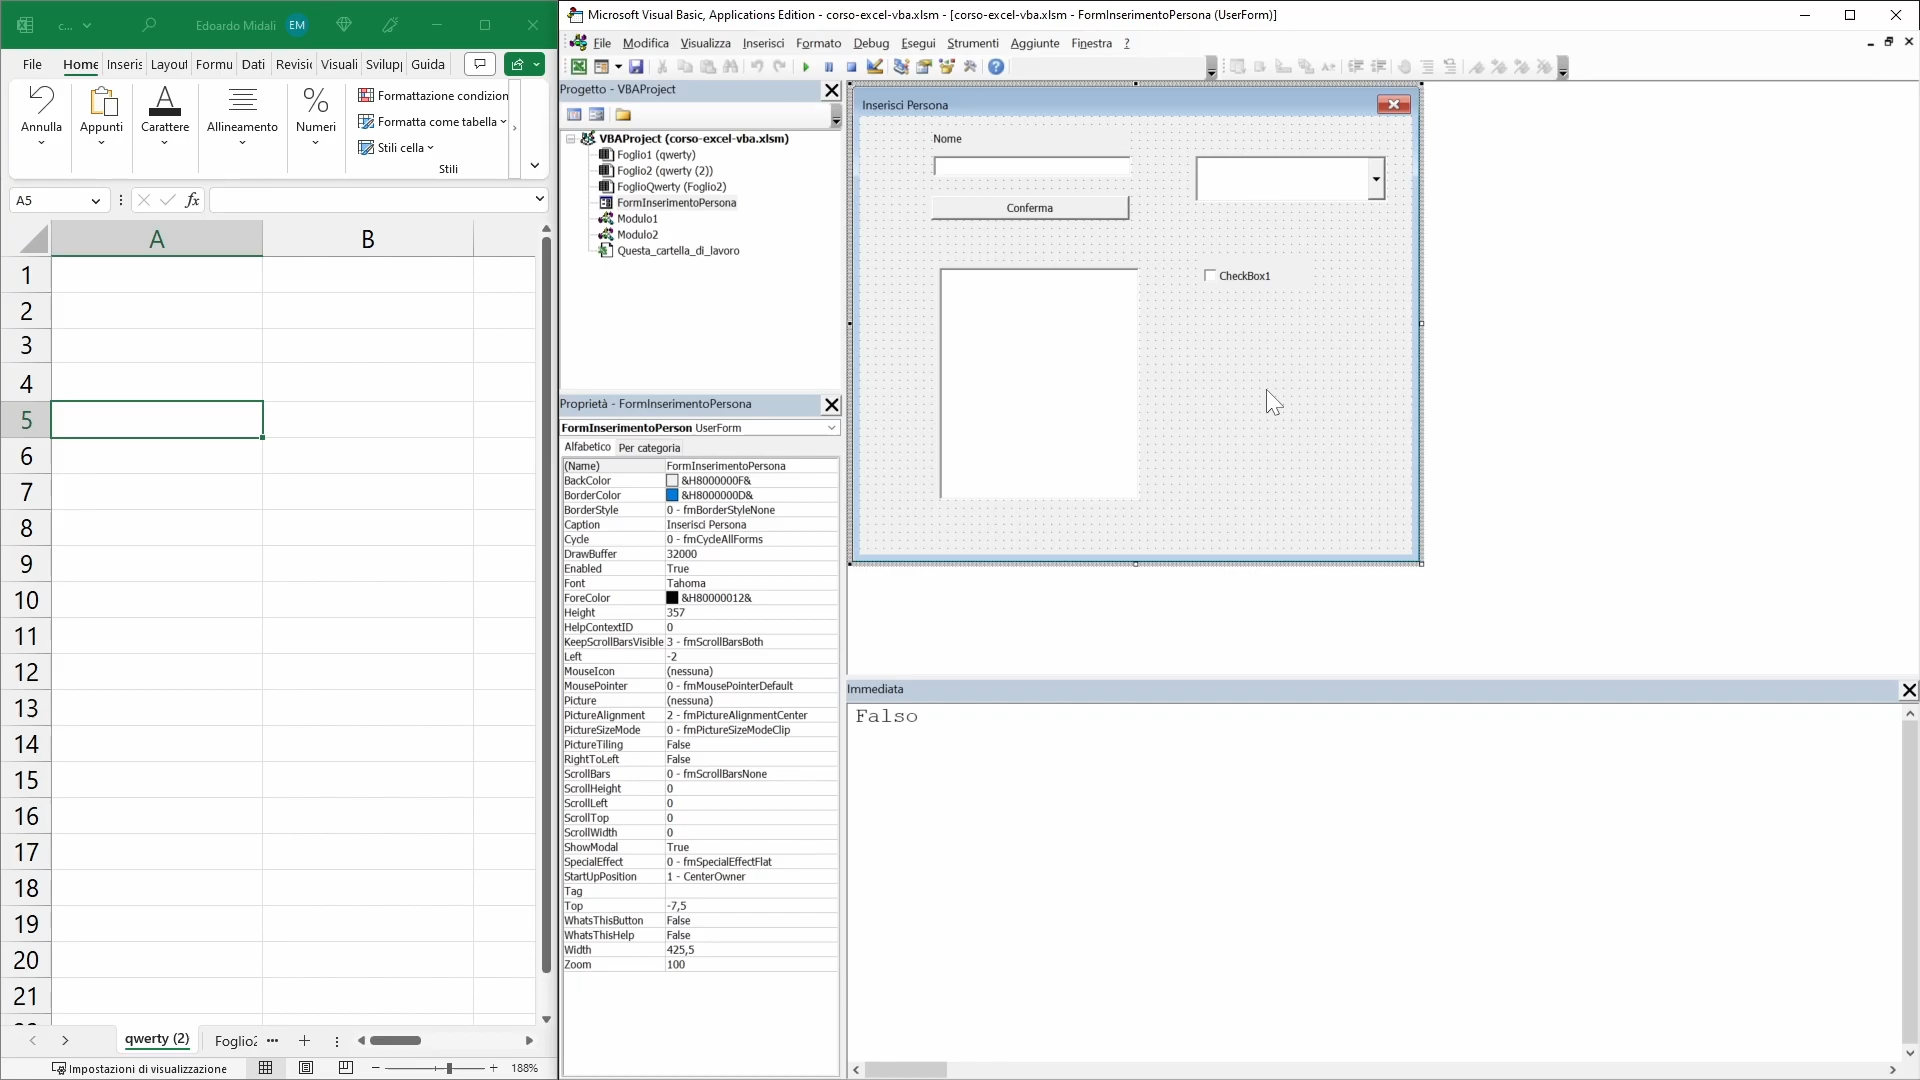 c...
Edoardo Midali EM
File Home Inseris Layout Formu Dati Revisio Visuali Svilupp Guida
Annulla
Appunti
Carattere
Allineamento
Numeri
Formattazione condizion
Formatta come tabella
Stili cella
Stili
A5
fx
A B
1
2
3
4
5
6
7
8
9
10
11
12
13
14
15
16
17
18
19
20
21
qwerty (2) Foglio2 ...
Impostazioni di visualizzazione
188%
Microsoft Visual Basic, Applications Edition - corso-excel-vba.xlsm - [corso-excel-vba.xlsm - FormInserimentoPersona (UserForm)]
File Modifica Visualizza Inserisci Formato Debug Esegui Strumenti Aggiunte Finestra ?
Progetto - VBAProject
VBAProject (corso-excel-vba.xlsm)
Foglio1 (qwerty)
Foglio2 (qwerty (2))
FoglioQwerty (Foglio2)
FormInserimentoPersona
Modulo1
Modulo2
Questa_cartella_di_lavoro
Proprietà - FormInserimentoPersona
FormInserimentoPerson UserForm
Alfabetico Per categoria
(Name) FormInserimentoPersona
BackColor &H8000000F&
BorderColor &H8000000D&
BorderStyle 0 - fmBorderStyleNone
Caption Inserisci Persona
Cycle 0 - fmCycleAllForms
DrawBuffer 32000
Enabled True
Font Tahoma
ForeColor &H80000012&
Height 357
HelpContextID 0
KeepScrollBarsVisible 3 - fmScrollBarsBoth
Left -2
MouseIcon (nessuna)
MousePointer 0 - fmMousePointerDefault
Picture (nessuna)
PictureAlignment 2 - fmPictureAlignmentCenter
PictureSizeMode 0 - fmPictureSizeModeClip
PictureTiling False
RightToLeft False
ScrollBars 0 - fmScrollBarsNone
ScrollHeight 0
ScrollLeft 0
ScrollTop 0
ScrollWidth 0
ShowModal True
SpecialEffect 0 - fmSpecialEffectFlat
StartUpPosition 1 - CenterOwner
Tag
Top -7,5
WhatsThisButton False
WhatsThisHelp False
Width 425,5
Zoom 100
Inserisci Persona
Nome
Conferma
CheckBox1
Immediata
Falso